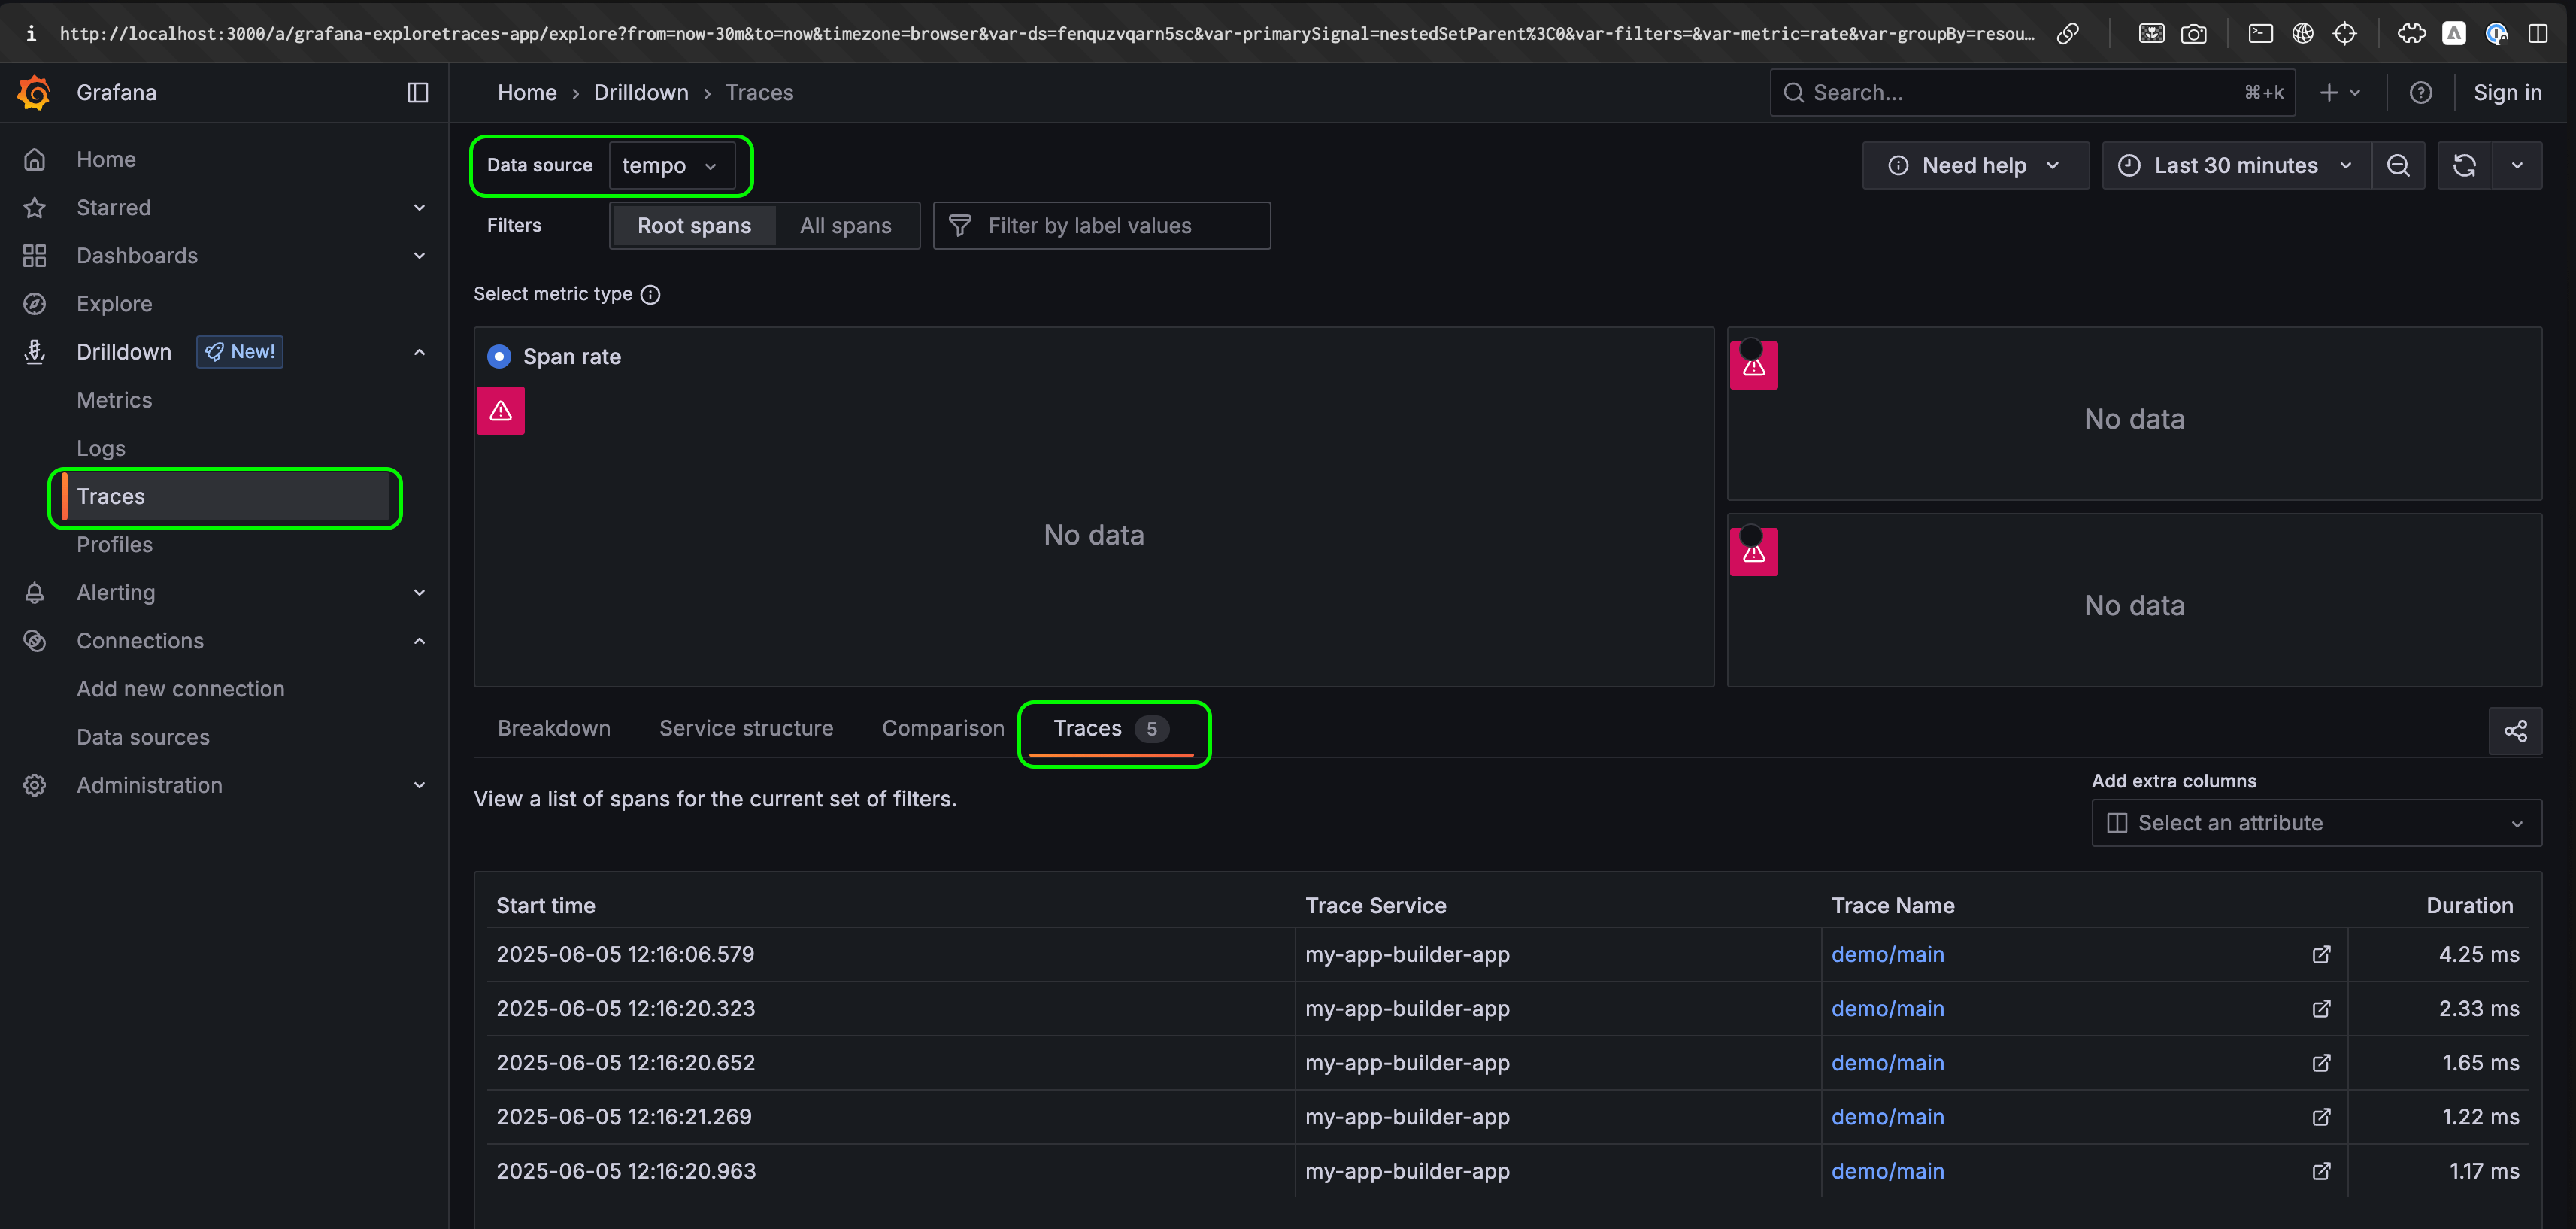 http://localhost:3000/a/grafana-exploretraces-app/explore?from=now-30m&to=now&timezone=browser&var-ds=fenquzvqarn5sc&var-primarySignal=nestedSetParent%3C0&var-filters=&var-metric=rate&var-groupBy=resou…
Grafana
Home › Drilldown › Traces
Search...
⌘+k
Sign in
Home
Starred
Dashboards
Explore
Drilldown
New!
Metrics
Logs
Traces
Profiles
Alerting
Connections
Add new connection
Data sources
Administration
Data source
tempo
Need help
Last 30 minutes
Filters
Root spans
All spans
Filter by label values
Select metric type
Span rate
No data
No data
No data
Breakdown
Service structure
Comparison
Traces 5
View a list of spans for the current set of filters.
Add extra columns
Select an attribute
Start time Trace Service Trace Name Duration
2025-06-05 12:16:06.579 my-app-builder-app demo/main 4.25 ms
2025-06-05 12:16:20.323 my-app-builder-app demo/main 2.33 ms
2025-06-05 12:16:20.652 my-app-builder-app demo/main 1.65 ms
2025-06-05 12:16:21.269 my-app-builder-app demo/main 1.22 ms
2025-06-05 12:16:20.963 my-app-builder-app demo/main 1.17 ms